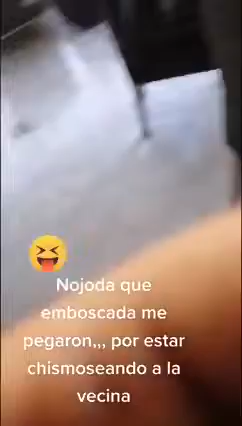 Nojoda que
emboscada me
pegaron,,, por estar
chismoseando a la
vecina